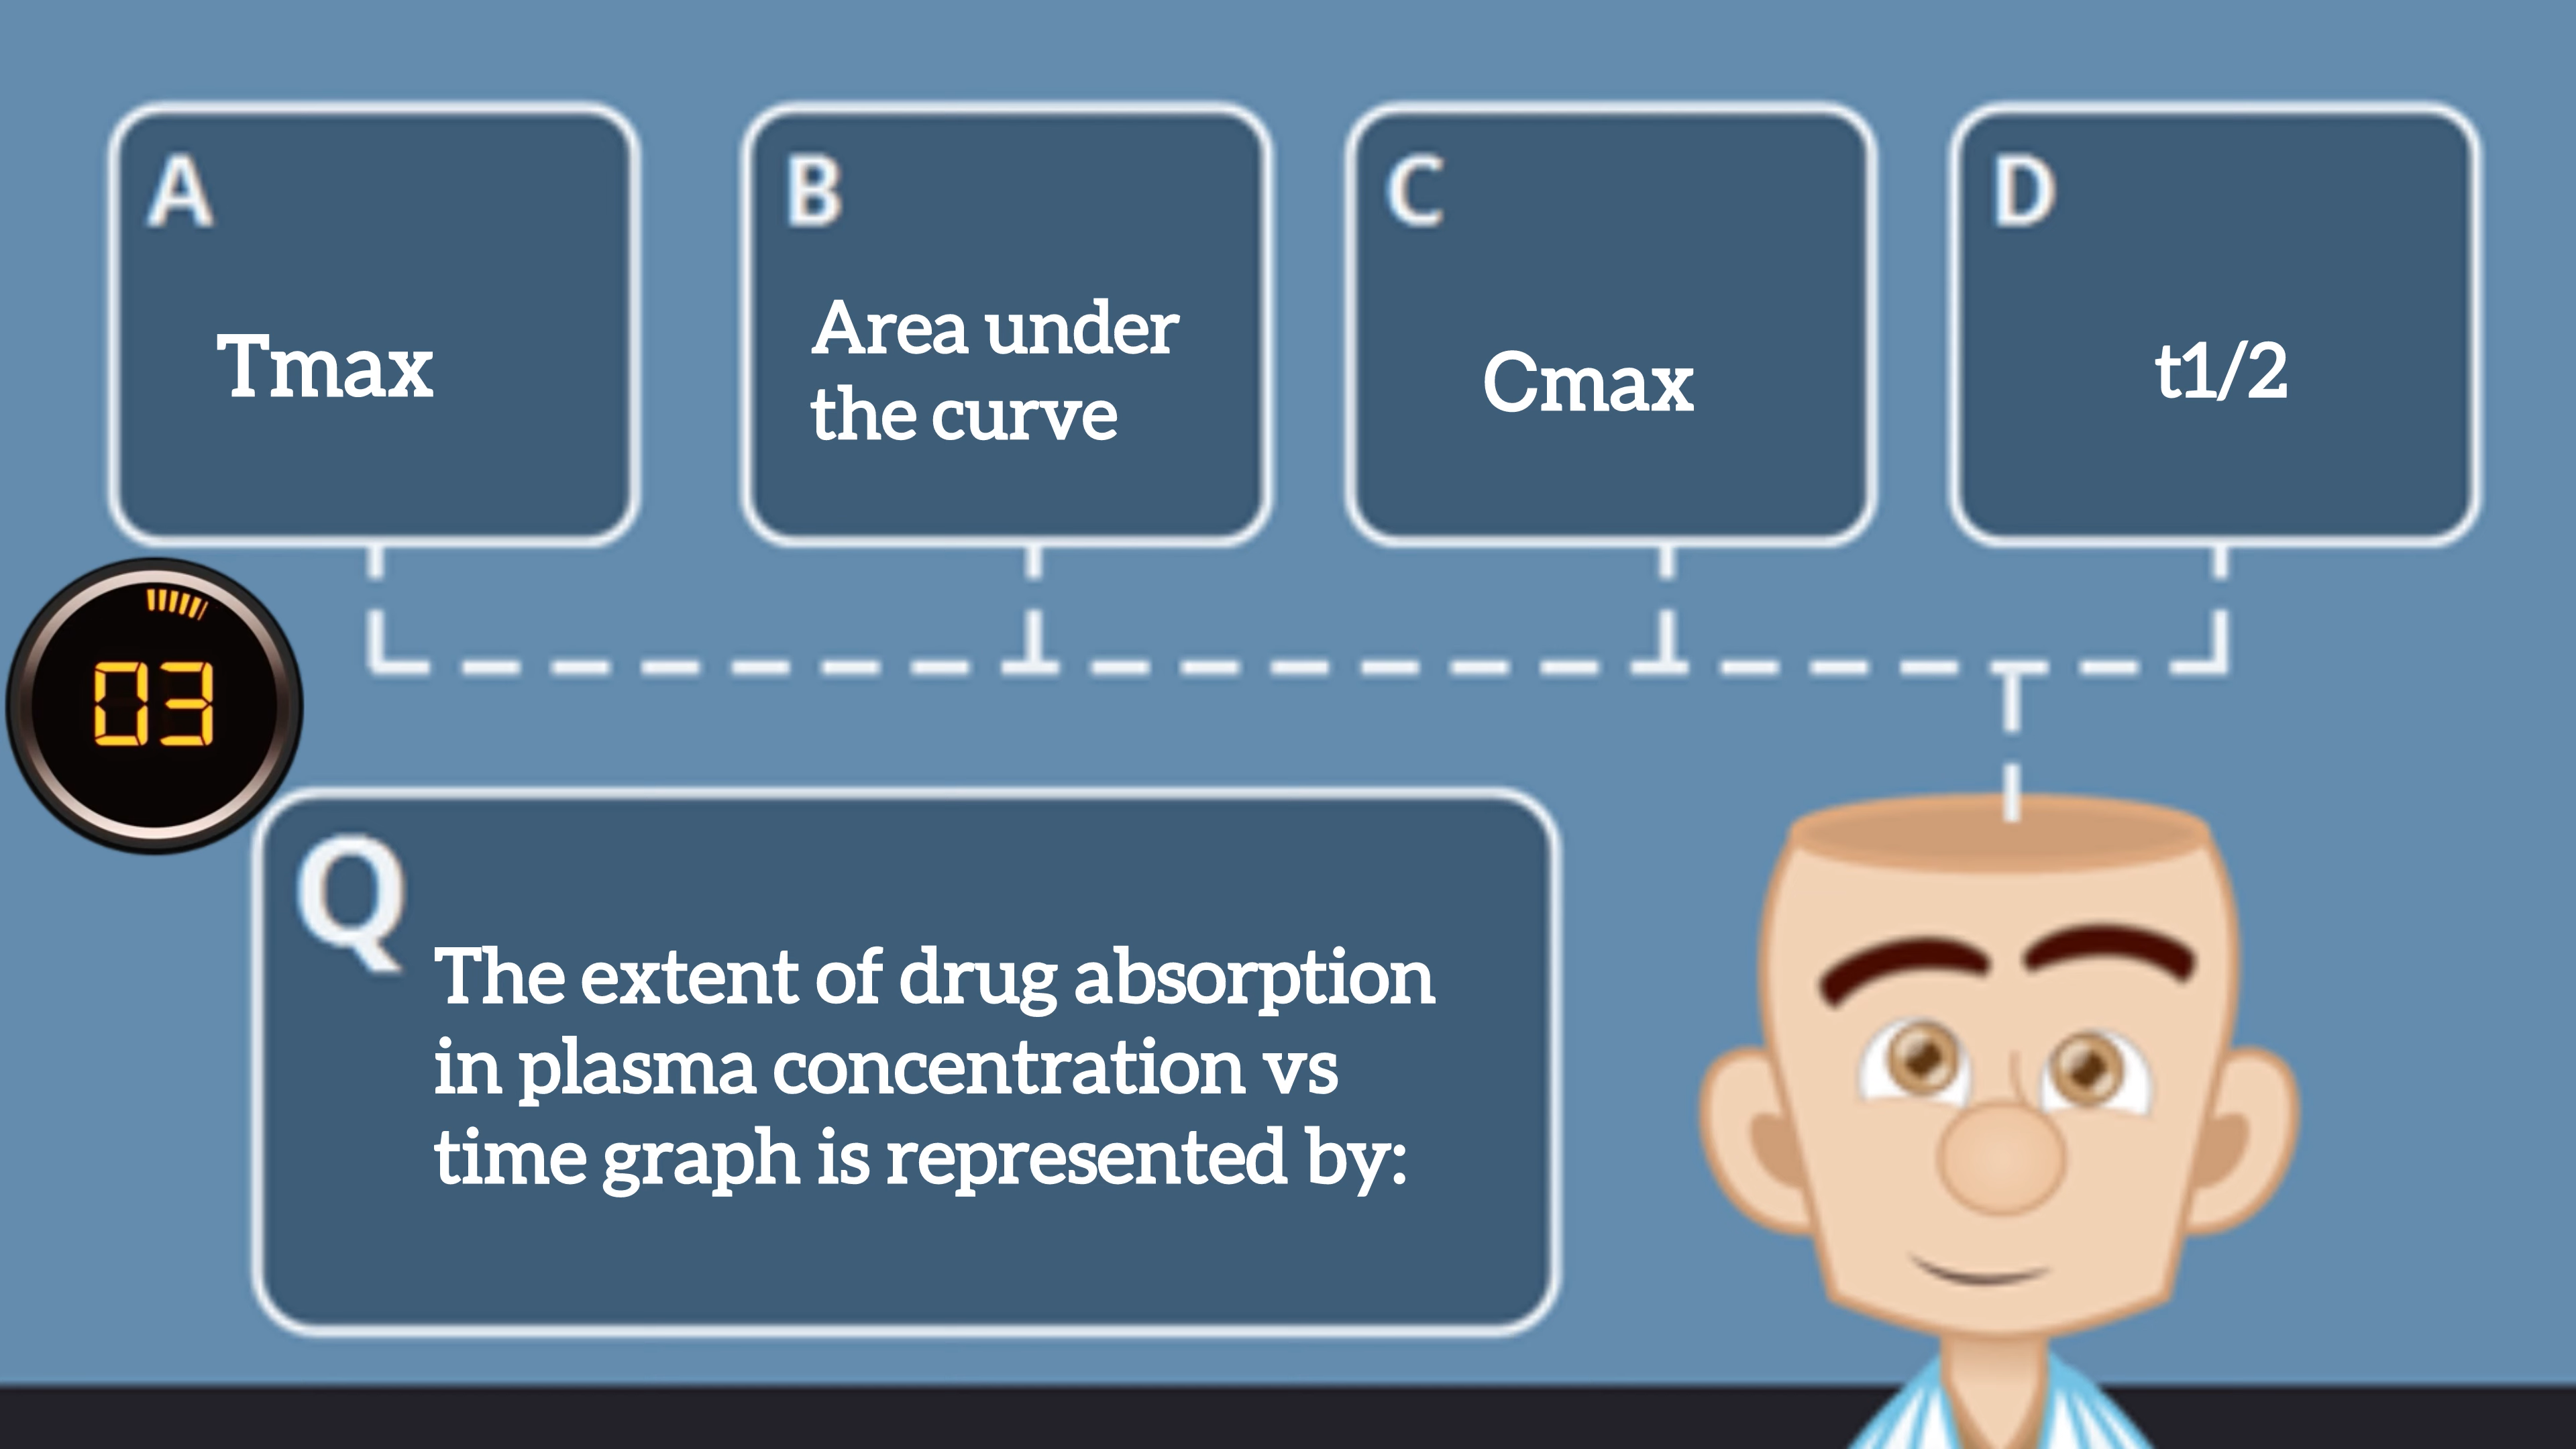 A
Tmax
B
Area under
the curve
C
Cmax
D
t1/2
03
Q
The extent of drug absorption
in plasma concentration vs
time graph is represented by: